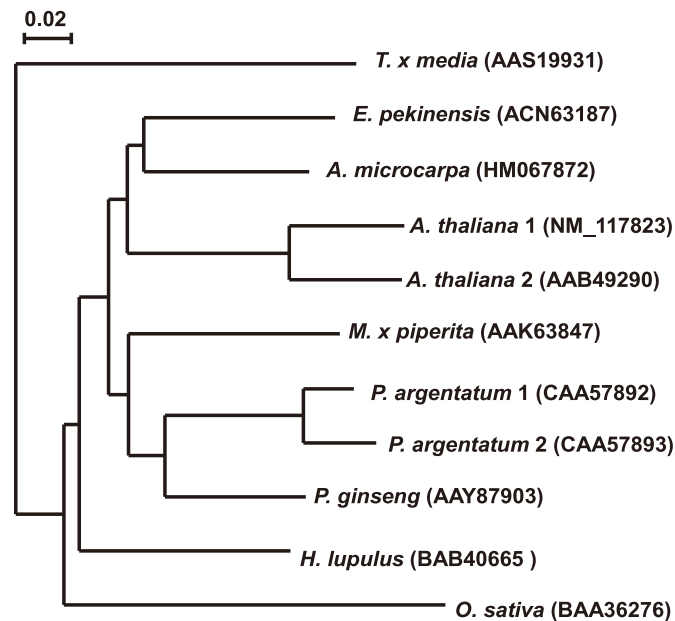 0.02
T. x media (AAS19931)
E. pekinensis (ACN63187)
A. microcarpa (HM067872)
A. thaliana 1 (NM_117823)
A. thaliana 2 (AAB49290)
M. x piperita (AAK63847)
P. argentatum 1 (CAA57892)
P. argentatum 2 (CAA57893)
P. ginseng (AAY87903)
H. lupulus (BAB40665 )
O. sativa (BAA36276)